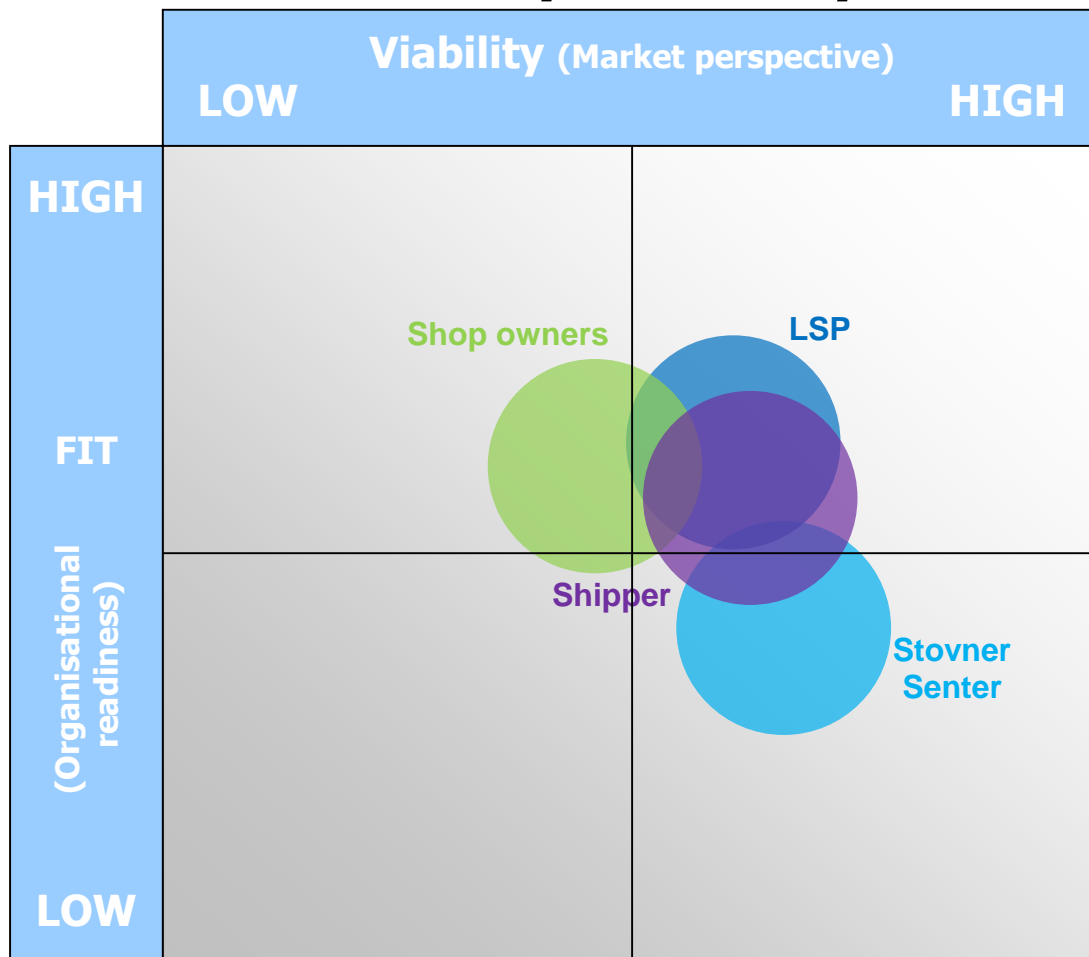 Viability (Market perspective)
LOW HIGH
HIGH
Shop owners LSP
FIT
(Organisational
readiness)
Shipper
Stovner
Senter
LOW